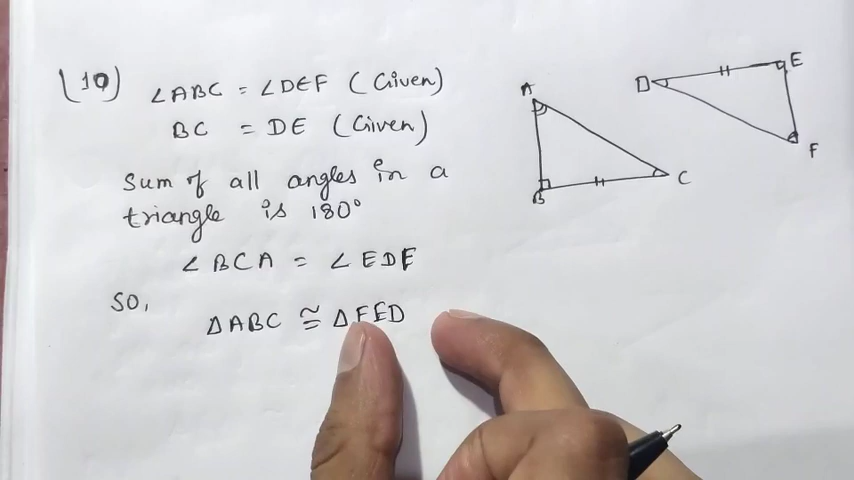 (10) ∠ABC = ∠DEF (Given)
BC = DE (Given)
Sum of all angles in a
triangle is 180°
∠BCA = ∠EDF
SO,
ΔABC ≅ ΔFED
A
B
C
D
E
F